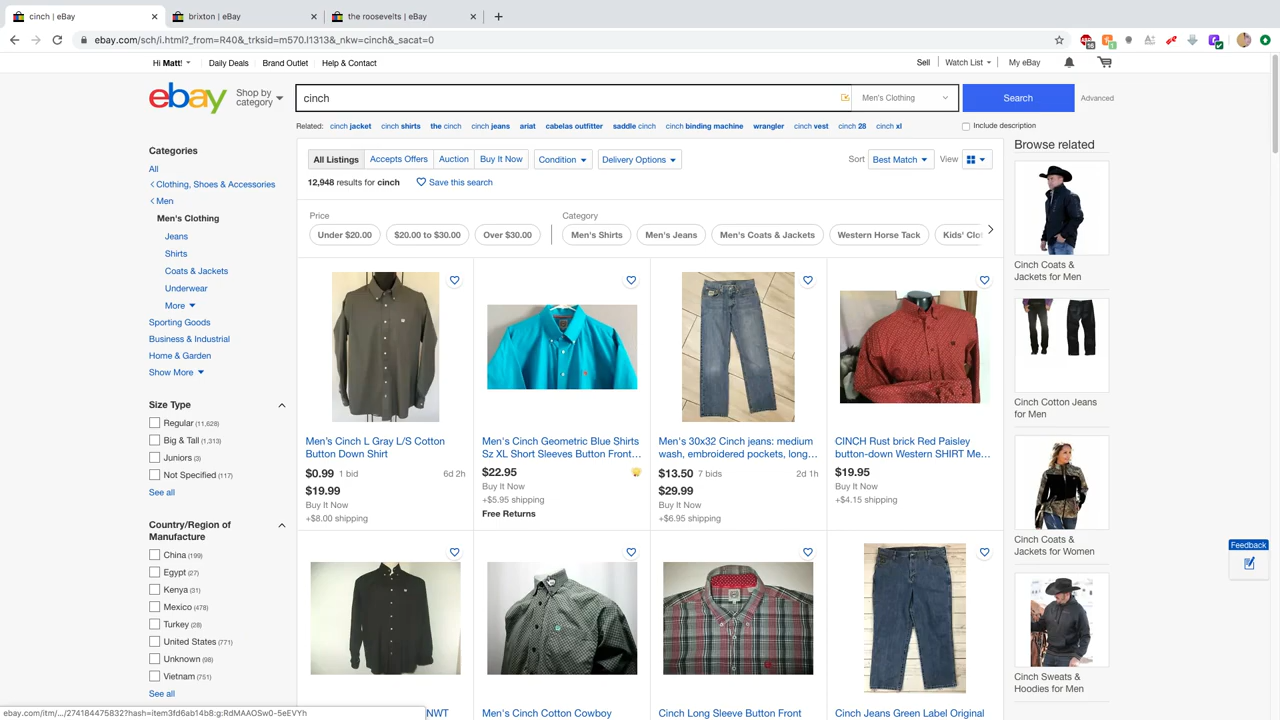 cinch | eBay
brixton | eBay
the roosevelts | eBay
ebay.com/sch/i.html?_from=R40&_trksid=m570.l1313&_nkw=cinch&_sacat=0
Hi Matt!
Daily Deals
Brand Outlet
Help & Contact
Sell
Watch List
My eBay
ebay
Shop by
category
cinch
Men's Clothing
Search
Advanced
Related:
cinch jacket
cinch shirts
the cinch
cinch jeans
ariat
cabelas outfitter
saddle cinch
cinch binding machine
wrangler
cinch vest
cinch 28
cinch xl
Include description
Categories
All
Clothing, Shoes & Accessories
Men
Men's Clothing
Jeans
Shirts
Coats & Jackets
Underwear
More
Sporting Goods
Business & Industrial
Home & Garden
Show More
Size Type
Regular (11,628)
Big & Tall (1,313)
Juniors (3)
Not Specified (117)
See all
Country/Region of
Manufacture
China (199)
Egypt (27)
Kenya (31)
Mexico (478)
Turkey (28)
United States (771)
Unknown (98)
Vietnam (751)
See all
All Listings
Accepts Offers
Auction
Buy It Now
Condition
Delivery Options
Sort
Best Match
View
12,948 results for cinch
Save this search
Price
Under $20.00
$20.00 to $30.00
Over $30.00
Category
Men's Shirts
Men's Jeans
Men's Coats & Jackets
Western Horse Tack
Kids' Clo
Men's Cinch L Gray L/S Cotton
Button Down Shirt
$0.99 1 bid 6d 2h
$19.99
Buy It Now
+$8.00 shipping
Men's Cinch Geometric Blue Shirts
Sz XL Short Sleeves Button Front…
$22.95
Buy It Now
+$5.95 shipping
Free Returns
Men's 30x32 Cinch jeans: medium
wash, embroidered pockets, long…
$13.50 7 bids 2d 1h
$29.99
Buy It Now
+$6.95 shipping
CINCH Rust brick Red Paisley
button-down Western SHIRT Me…
$19.95
Buy It Now
+$4.15 shipping
NWT
Men's Cinch Cotton Cowboy
Cinch Long Sleeve Button Front
Cinch Jeans Green Label Original
Browse related
Cinch Coats &
Jackets for Men
Cinch Cotton Jeans
for Men
Cinch Coats &
Jackets for Women
Cinch Sweats &
Hoodies for Men
Feedback
ebay.com/itm/.../274184475832?hash=item3fd6ab14b8:g:RdMAAOSw0-5eEVYh